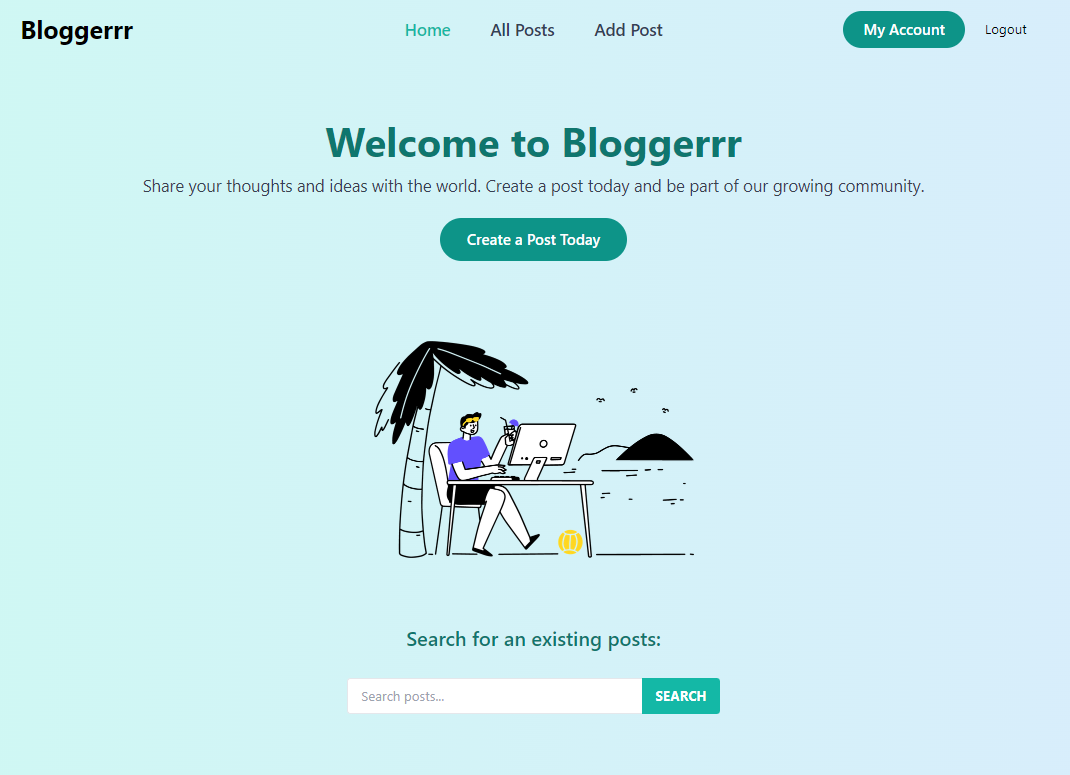 Bloggerrr
Home All Posts Add Post
My Account Logout
Welcome to Bloggerrr
Share your thoughts and ideas with the world. Create a post today and be part of our growing community.
Create a Post Today
Search for an existing posts:
Search posts... SEARCH